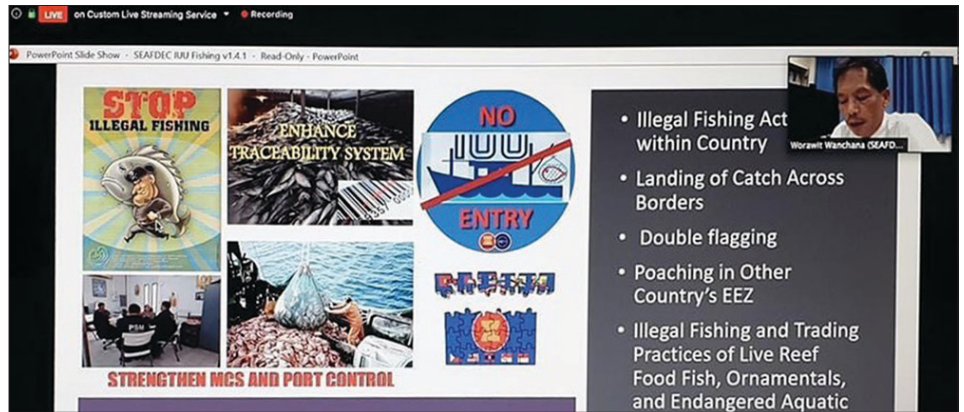 LIVE on Custom Live Streaming Service Recording
PowerPoint Slide Show - SEAFDEC IUU Fishing v1.4.1 - Read-Only - PowerPoint
STOP
ILLEGAL FISHING
ENHANCE
TRACEABILITY SYSTEM
NO
IUU
ENTRY
PSM
STRENGTHEN MCS AND PORT CONTROL
• Illegal Fishing Act
within Country
• Landing of Catch Across
Borders
• Double flagging
• Poaching in Other
Country's EEZ
• Illegal Fishing and Trading
Practices of Live Reef
Food Fish, Ornamentals,
and Endangered Aquatic
Worawit Wanchana (SEAFD...